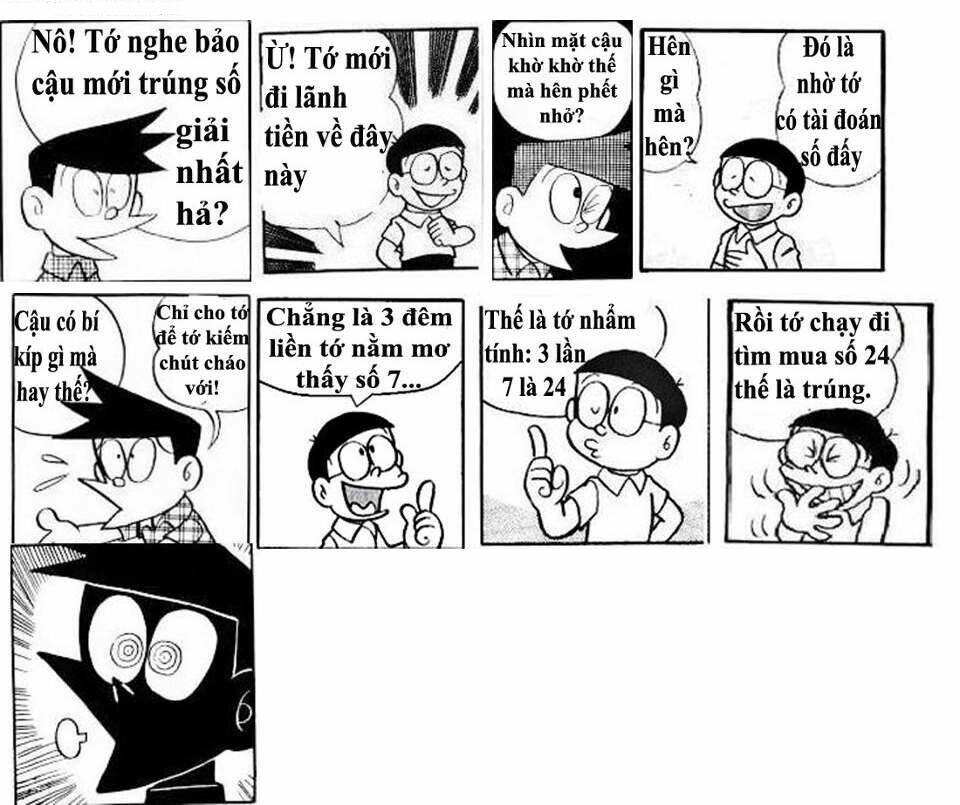 Nô! Tớ nghe bảo
cậu mới trúng số
giải
nhất
hả?
Ừ! Tớ mới
đi lãnh
tiền về đây
này
Nhìn mặt cậu
khờ khờ thế
mà hên phết
nhở?
Hên
gì
mà
hên?
Đó là
nhờ tớ
có tài đoán
số đấy
Cậu có bí
kíp gì mà
hay thế?
Chỉ cho tớ
để tớ kiếm
chút cháo
với!
Chẳng là 3 đêm
liền tớ nằm mơ
thấy số 7...
Thế là tớ nhẩm
tính: 3 lần
7 là 24
Rồi tớ chạy đi
tìm mua số 24
thế là trúng.